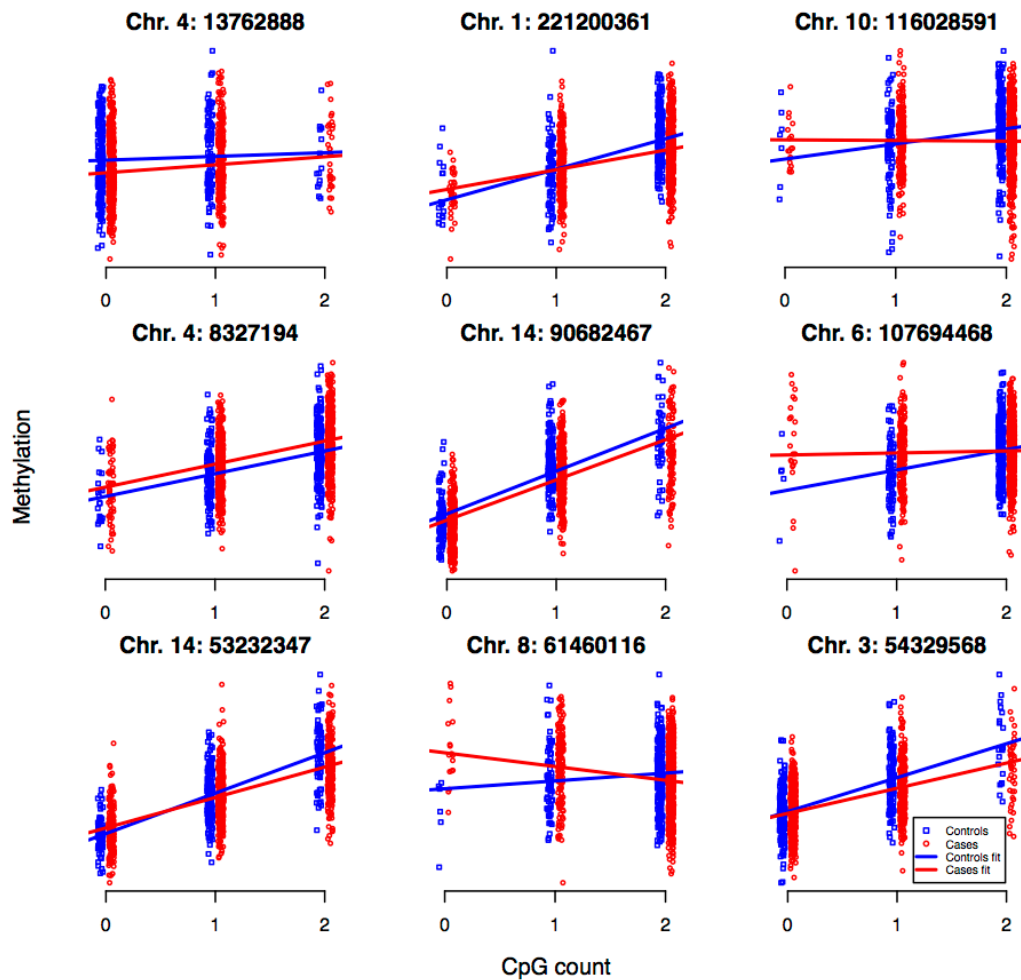 Chr. 4: 13762888
Chr. 1: 221200361
Chr. 10: 116028591
0 1 2
0 1 2
0 1 2
Chr. 4: 8327194
Chr. 14: 90682467
Chr. 6: 107694468
Methylation
0 1 2
0 1 2
0 1 2
Chr. 14: 53232347
Chr. 8: 61460116
Chr. 3: 54329568
Controls
Cases
Controls fit
Cases fit
0 1 2
0 1 2
0 1 2
CpG count